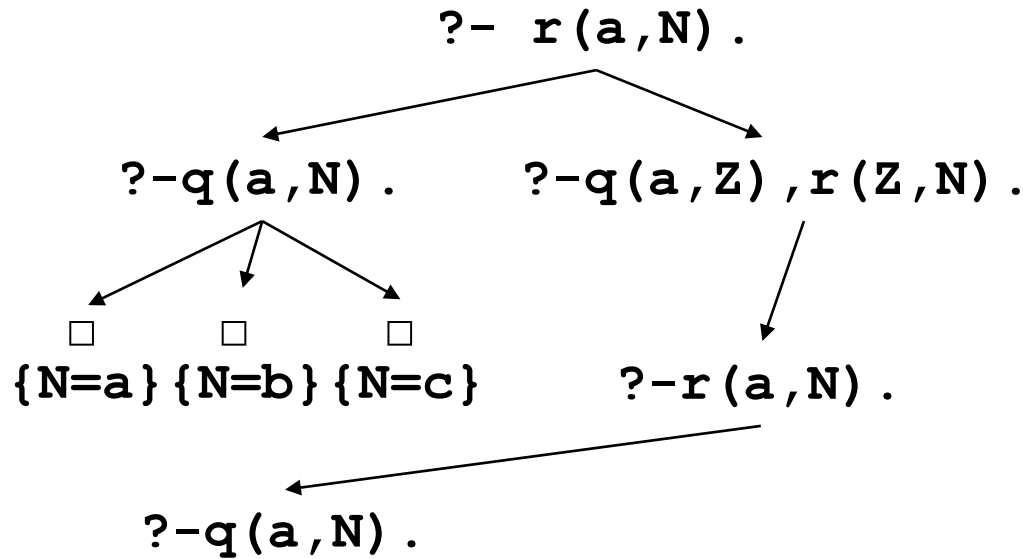 ?- r(a,N).
?-q(a,N). ?-q(a,Z),r(Z,N).
□ □ □
{N=a}{N=b}{N=c} ?-r(a,N).
?-q(a,N).